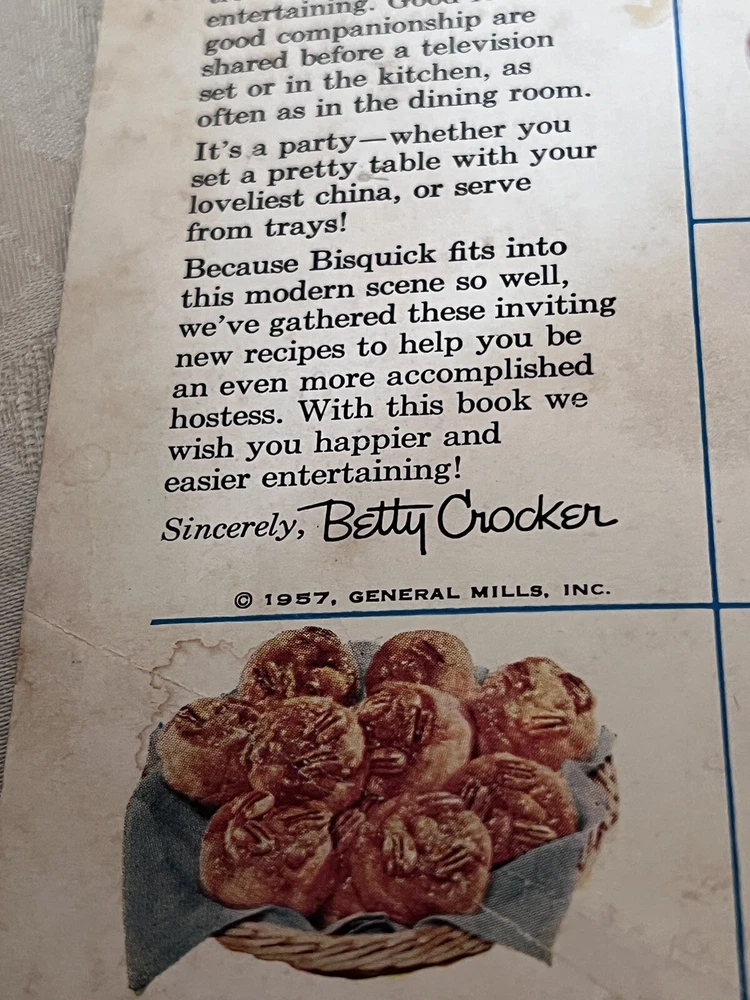 entertaining. Good
good companionship are
shared before a television
set or in the kitchen, as
often as in the dining room.
It's a party—whether you
set a pretty table with your
loveliest china, or serve
from trays!
Because Bisquick fits into
this modern scene so well,
we've gathered these inviting
new recipes to help you be
an even more accomplished
hostess. With this book we
wish you happier and
easier entertaining!
Sincerely, Betty Crocker
© 1957, GENERAL MILLS, INC.